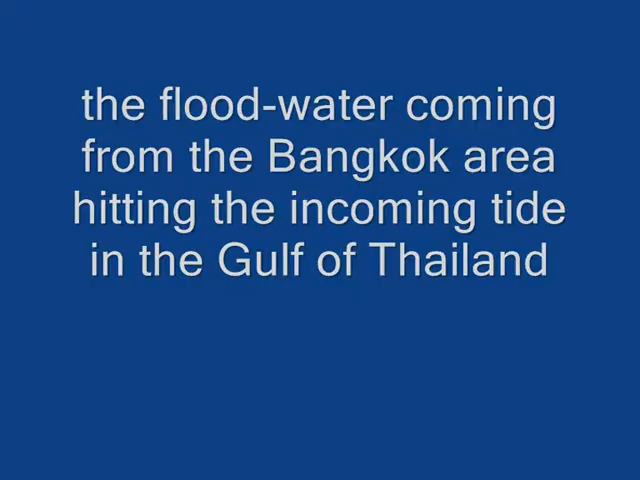 the flood-water coming
from the Bangkok area
hitting the incoming tide
in the Gulf of Thailand